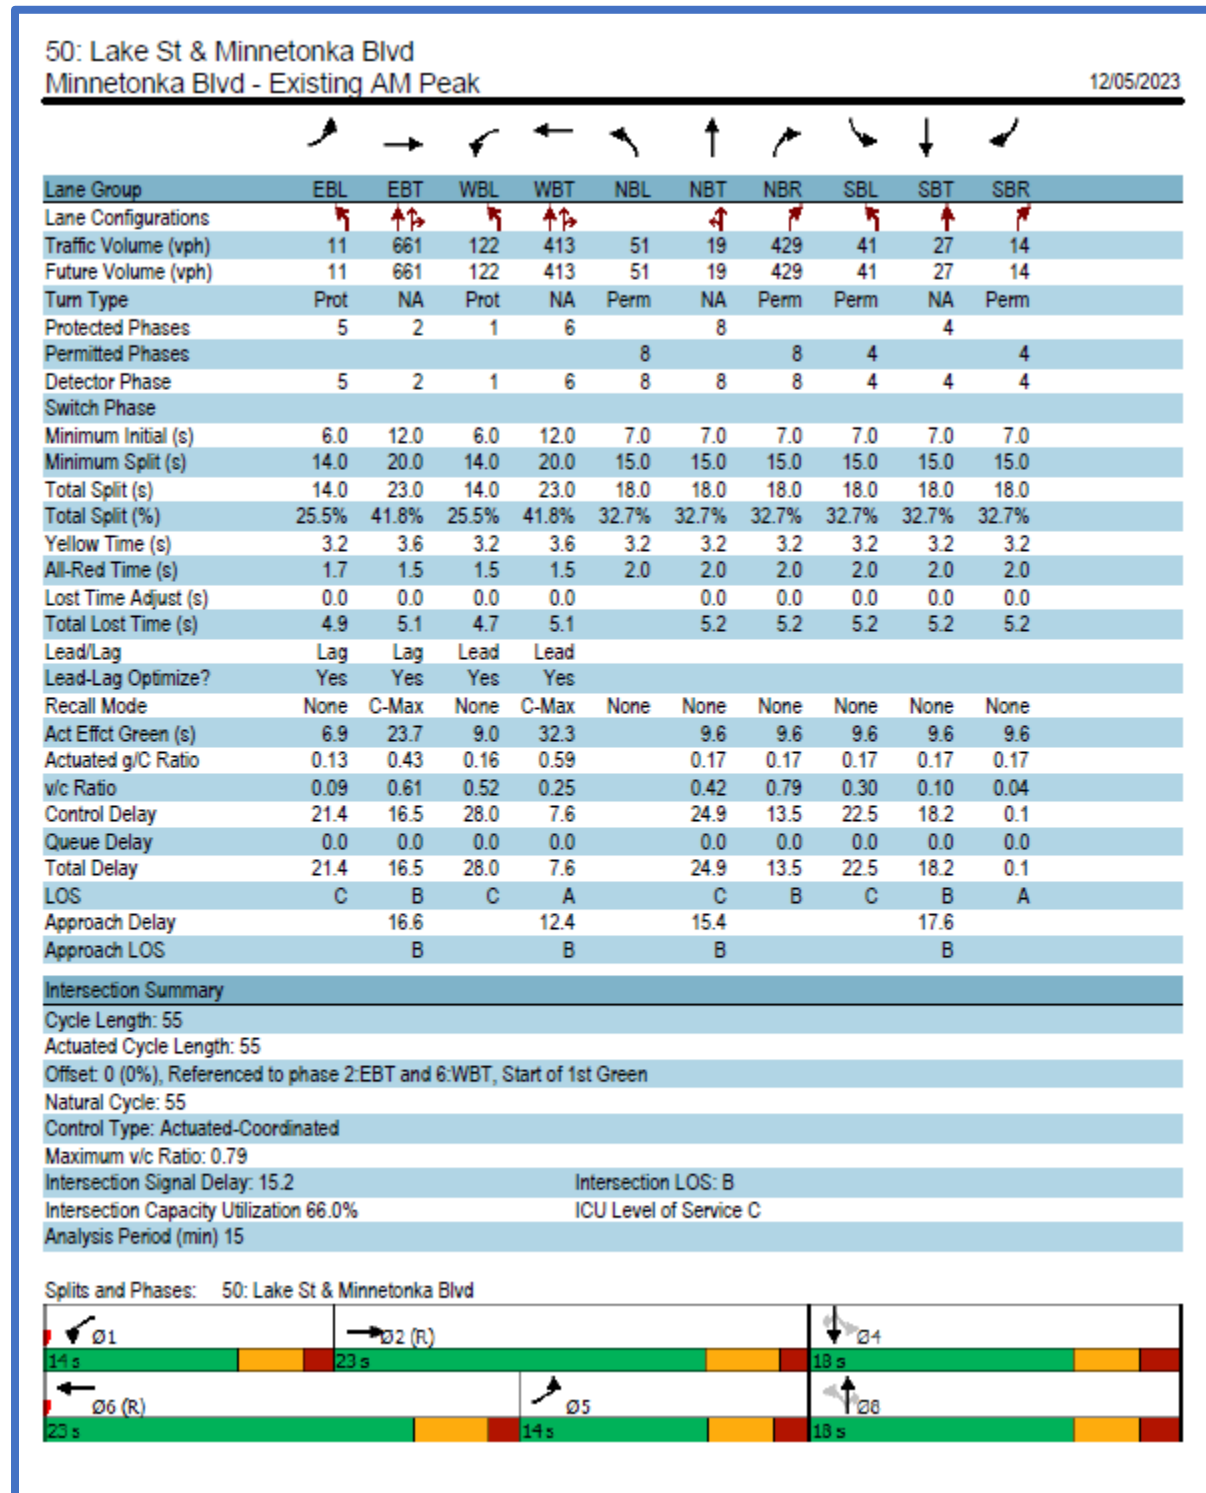 50: Lake St & Minnetonka Blvd
Minnetonka Blvd - Existing AM Peak 12/05/2023
Lane Group EBL EBT WBL WBT NBL NBT NBR SBL SBT SBR
Lane Configurations
Traffic Volume (vph) 11 661 122 413 51 19 429 41 27 14
Future Volume (vph) 11 661 122 413 51 19 429 41 27 14
Turn Type Prot NA Prot NA Perm NA Perm Perm NA Perm
Protected Phases 5 2 1 6 8 4
Permitted Phases 8 8 4 4
Detector Phase 5 2 1 6 8 8 8 4 4 4
Switch Phase
Minimum Initial (s) 6.0 12.0 6.0 12.0 7.0 7.0 7.0 7.0 7.0 7.0
Minimum Split (s) 14.0 20.0 14.0 20.0 15.0 15.0 15.0 15.0 15.0 15.0
Total Split (s) 14.0 23.0 14.0 23.0 18.0 18.0 18.0 18.0 18.0 18.0
Total Split (%) 25.5% 41.8% 25.5% 41.8% 32.7% 32.7% 32.7% 32.7% 32.7% 32.7%
Yellow Time (s) 3.2 3.6 3.2 3.6 3.2 3.2 3.2 3.2 3.2 3.2
All-Red Time (s) 1.7 1.5 1.5 1.5 2.0 2.0 2.0 2.0 2.0 2.0
Lost Time Adjust (s) 0.0 0.0 0.0 0.0 0.0 0.0 0.0 0.0 0.0
Total Lost Time (s) 4.9 5.1 4.7 5.1 5.2 5.2 5.2 5.2 5.2
Lead/Lag Lag Lag Lead Lead
Lead-Lag Optimize? Yes Yes Yes Yes
Recall Mode None C-Max None C-Max None None None None None None
Act Effct Green (s) 6.9 23.7 9.0 32.3 9.6 9.6 9.6 9.6 9.6
Actuated g/C Ratio 0.13 0.43 0.16 0.59 0.17 0.17 0.17 0.17 0.17
v/c Ratio 0.09 0.61 0.52 0.25 0.42 0.79 0.30 0.10 0.04
Control Delay 21.4 16.5 28.0 7.6 24.9 13.5 22.5 18.2 0.1
Queue Delay 0.0 0.0 0.0 0.0 0.0 0.0 0.0 0.0 0.0
Total Delay 21.4 16.5 28.0 7.6 24.9 13.5 22.5 18.2 0.1
LOS C B C A C B C B A
Approach Delay 16.6 12.4 15.4 17.6
Approach LOS B B B B
Intersection Summary
Cycle Length: 55
Actuated Cycle Length: 55
Offset: 0 (0%), Referenced to phase 2:EBT and 6:WBT, Start of 1st Green
Natural Cycle: 55
Control Type: Actuated-Coordinated
Maximum v/c Ratio: 0.79
Intersection Signal Delay: 15.2 Intersection LOS: B
Intersection Capacity Utilization 66.0% ICU Level of Service C
Analysis Period (min) 15
Splits and Phases: 50: Lake St & Minnetonka Blvd
Ø1 Ø2 (R) Ø4
14 s 23 s 18 s
Ø6 (R) Ø5 Ø8
23 s 14 s 18 s